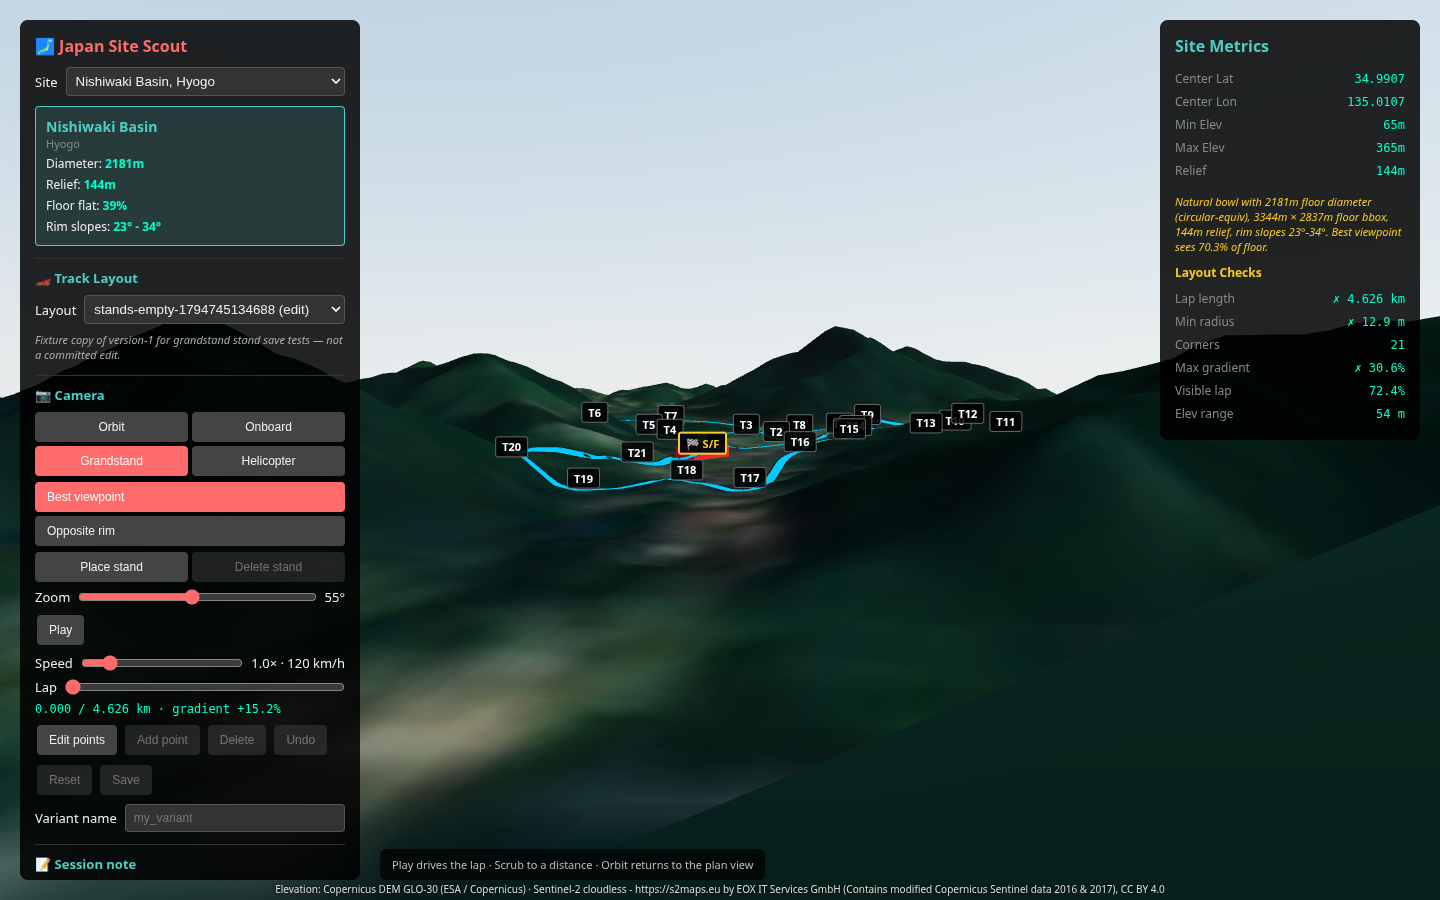 🗾 Japan Site Scout
Site
Nishiwaki Basin, Hyogo
Nishiwaki Basin
Hyogo
Diameter: 2181m
Relief: 144m
Floor flat: 39%
Rim slopes: 23° - 34°
🏎️ Track Layout
Layout
stands-empty-1794745134688 (edit)
Fixture copy of version-1 for grandstand stand save tests — not
a committed edit.
📷 Camera
Orbit
Onboard
Grandstand
Helicopter
Best viewpoint
Opposite rim
Place stand
Delete stand
Zoom
55°
Play
Speed
1.0× · 120 km/h
Lap
0.000 / 4.626 km · gradient +15.2%
Edit points
Add point
Delete
Undo
Reset
Save
Variant name
my_variant
📝 Session note
T6
T7
T5
T4
T3
T2
T8
T9
T15
T13
T12
T11
🏁 S/F
T16
T20
T21
T18
T19
T17
Site Metrics
Center Lat 34.9907
Center Lon 135.0107
Min Elev 65m
Max Elev 365m
Relief 144m
Natural bowl with 2181m floor diameter
(circular-equiv), 3344m × 2837m floor bbox,
144m relief, rim slopes 23°-34°. Best viewpoint
sees 70.3% of floor.
Layout Checks
Lap length ✗ 4.626 km
Min radius ✗ 12.9 m
Corners 21
Max gradient ✗ 30.6%
Visible lap 72.4%
Elev range 54 m
Play drives the lap · Scrub to a distance · Orbit returns to the plan view
Elevation: Copernicus DEM GLO-30 (ESA / Copernicus) · Sentinel-2 cloudless - https://s2maps.eu by EOX IT Services GmbH (Contains modified Copernicus Sentinel data 2016 & 2017), CC BY 4.0